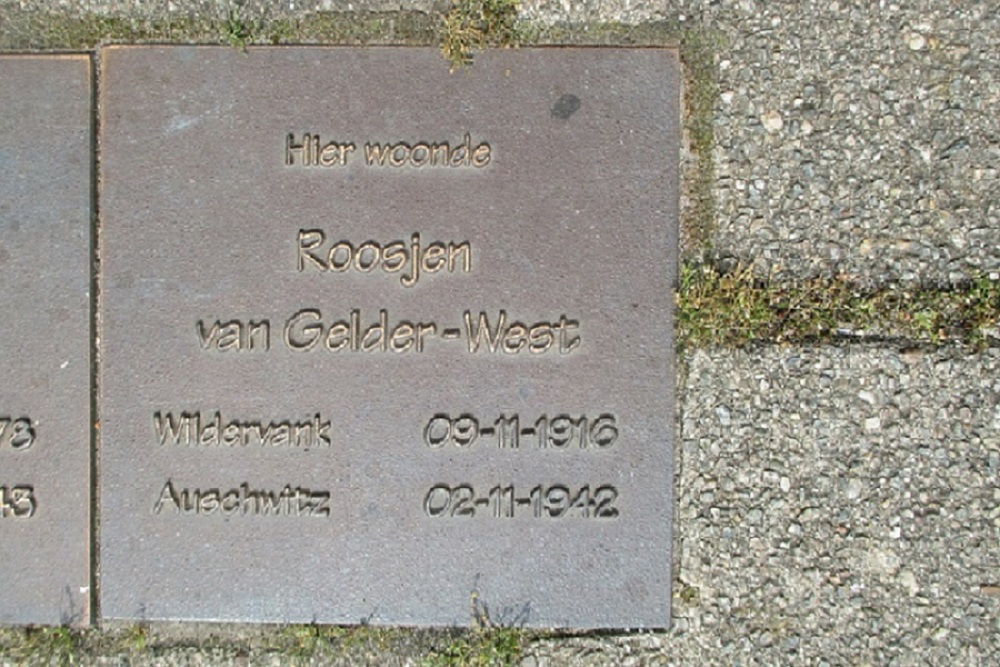 Hier woonde
Roosjen
van Gelder-West
Wildervank 09-11-1916
Auschwitz 02-11-1942